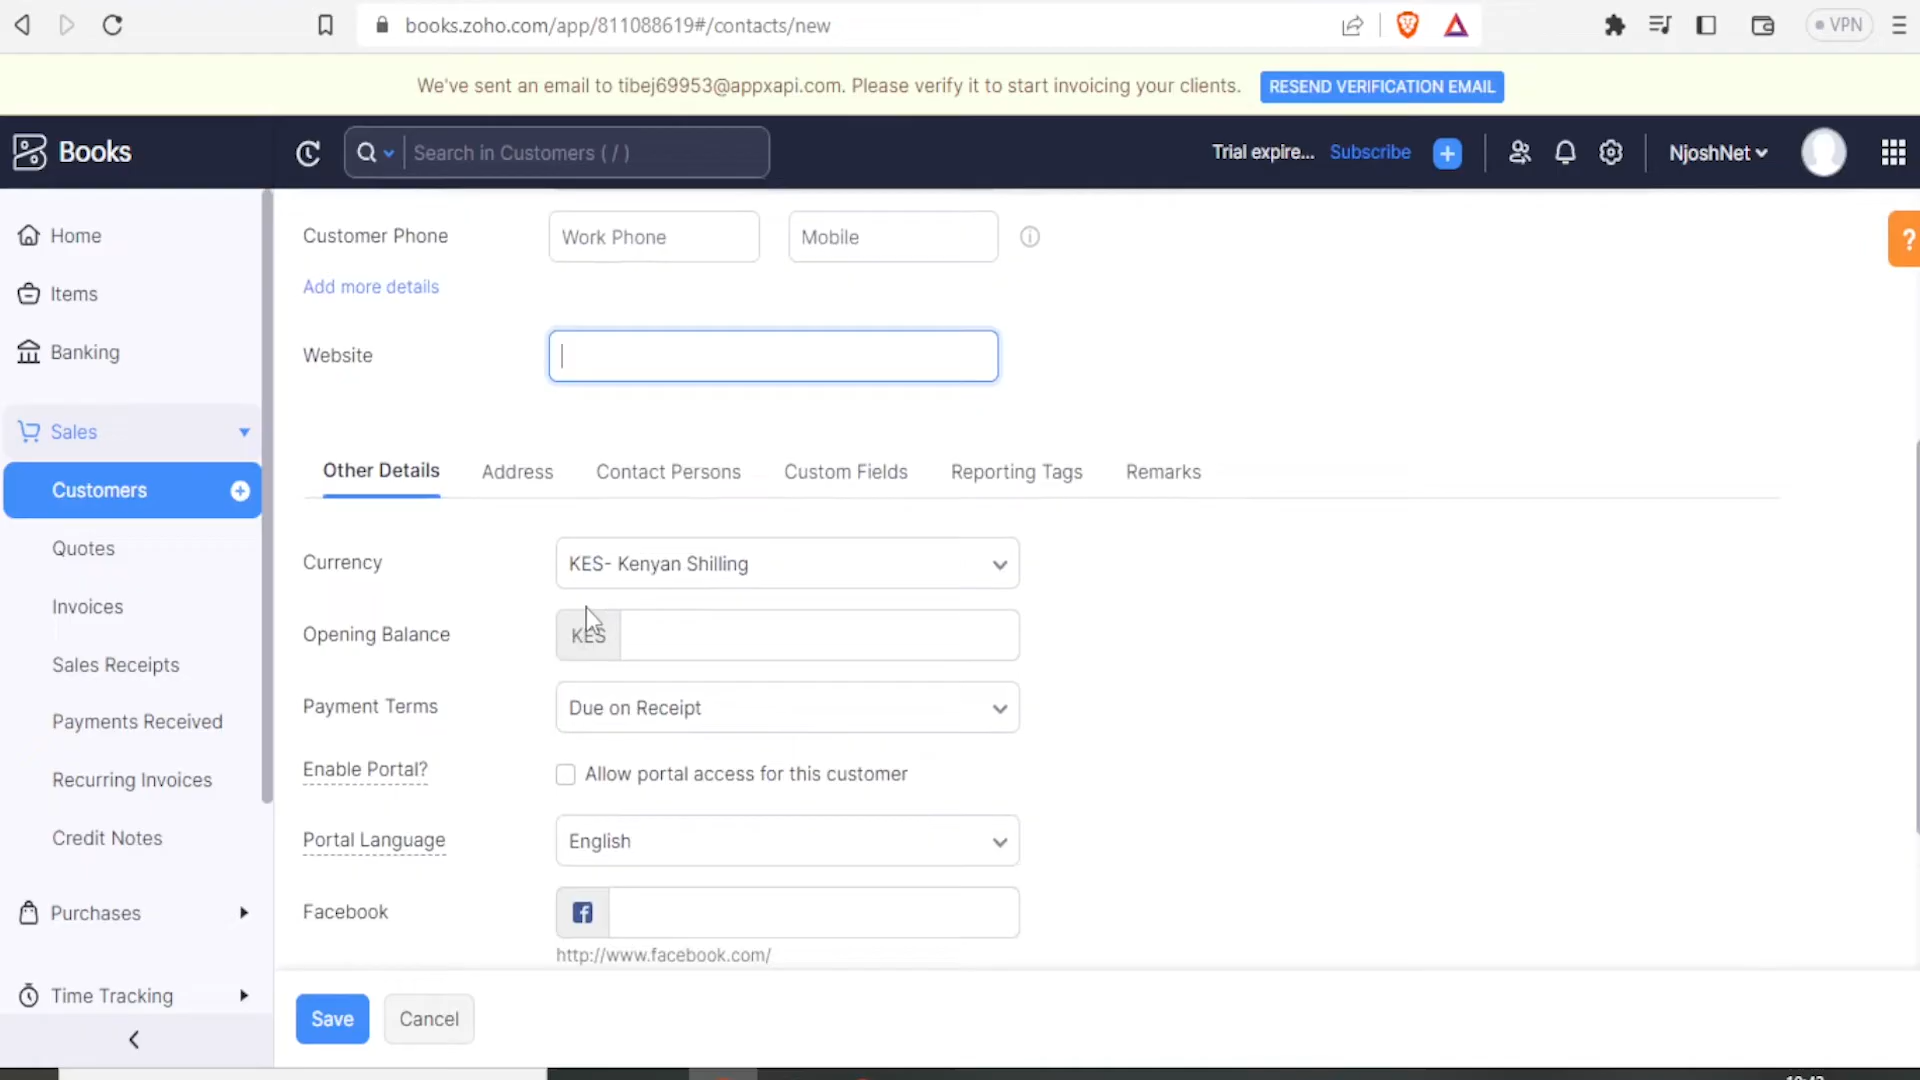 books.zoho.com/app/811088619#/contacts/new
VPN
We've sent an email to tibej69953@appxapi.com. Please verify it to start invoicing your clients.
RESEND VERIFICATION EMAIL
Books
Search in Customers ( / )
Trial expire...
Subscribe
NjoshNet
Home
Items
Banking
Sales
Customers
Quotes
Invoices
Sales Receipts
Payments Received
Recurring Invoices
Credit Notes
Purchases
Time Tracking
Customer Phone
Work Phone
Mobile
Add more details
Website
Other Details
Address
Contact Persons
Custom Fields
Reporting Tags
Remarks
Currency
KES- Kenyan Shilling
Opening Balance
KES
Payment Terms
Due on Receipt
Enable Portal?
Allow portal access for this customer
Portal Language
English
Facebook
http://www.facebook.com/
Save
Cancel
?